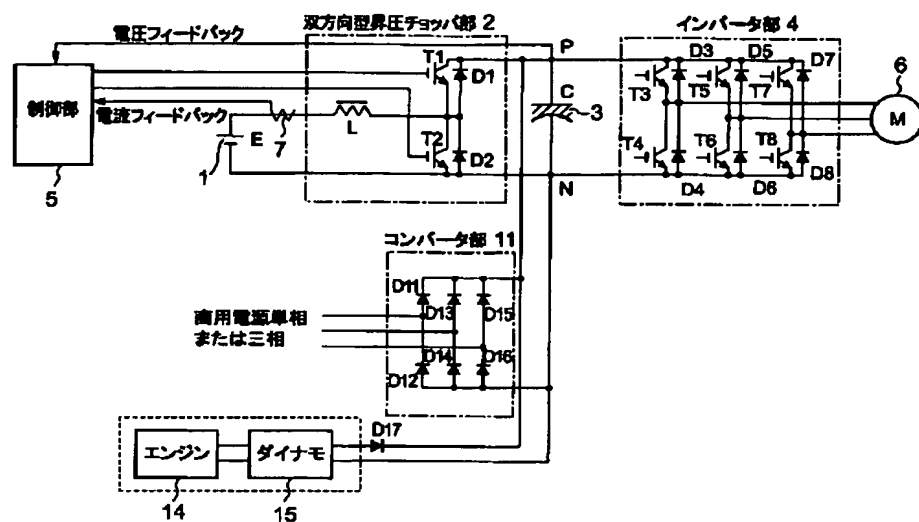 双方向型昇圧チョッパ部 2
インバータ部 4
電圧フィードバック
P
T1
D1
D3
D5
D7
6
制御部
電流フィードバック
C
3
T3
T5
T7
M
E
7
L
T2
D2
T4
T6
T8
1
5
N
D4
D6
D8
コンバータ部 11
D11
D13
D15
商用電源単相
または三相
D14
D16
D12
D17
エンジン
ダイナモ
14
15